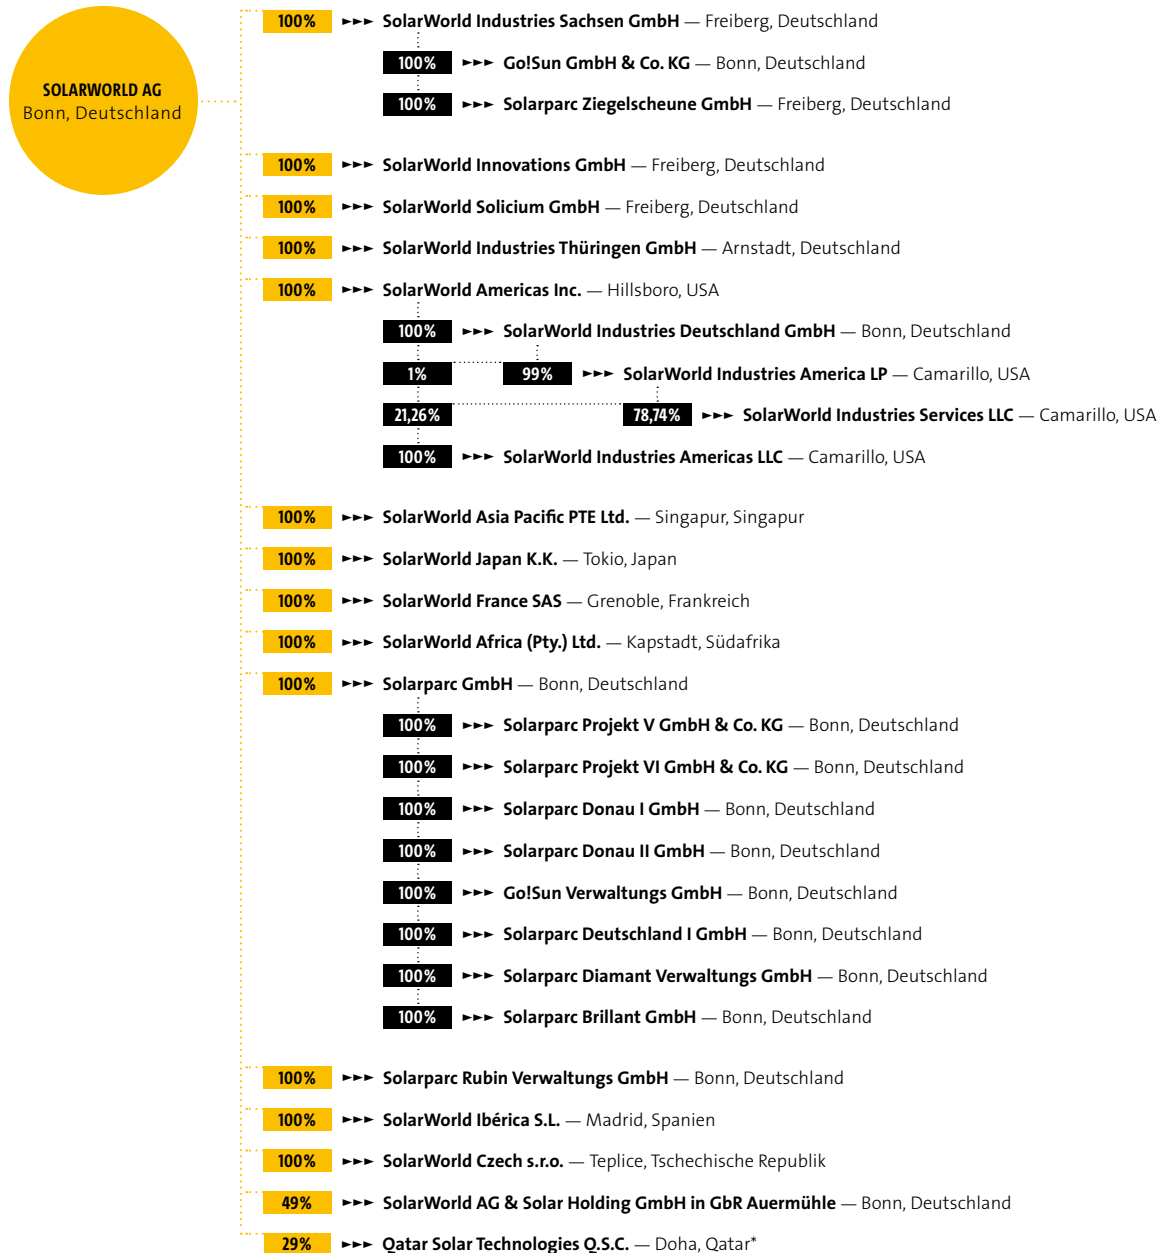 SOLARWORLD AG
Bonn, Deutschland
100% ►►► SolarWorld Industries Sachsen GmbH — Freiberg, Deutschland
100% ►►► Go!Sun GmbH & Co. KG — Bonn, Deutschland
100% ►►► Solarparc Ziegelscheune GmbH — Freiberg, Deutschland
100% ►►► SolarWorld Innovations GmbH — Freiberg, Deutschland
100% ►►► SolarWorld Solicium GmbH — Freiberg, Deutschland
100% ►►► SolarWorld Industries Thüringen GmbH — Arnstadt, Deutschland
100% ►►► SolarWorld Americas Inc. — Hillsboro, USA
100% ►►► SolarWorld Industries Deutschland GmbH — Bonn, Deutschland
1% 99% ►►► SolarWorld Industries America LP — Camarillo, USA
21,26% 78,74% ►►► SolarWorld Industries Services LLC — Camarillo, USA
100% ►►► SolarWorld Industries Americas LLC — Camarillo, USA
100% ►►► SolarWorld Asia Pacific PTE Ltd. — Singapur, Singapur
100% ►►► SolarWorld Japan K.K. — Tokio, Japan
100% ►►► SolarWorld France SAS — Grenoble, Frankreich
100% ►►► SolarWorld Africa (Pty.) Ltd. — Kapstadt, Südafrika
100% ►►► Solarparc GmbH — Bonn, Deutschland
100% ►►► Solarparc Projekt V GmbH & Co. KG — Bonn, Deutschland
100% ►►► Solarparc Projekt VI GmbH & Co. KG — Bonn, Deutschland
100% ►►► Solarparc Donau I GmbH — Bonn, Deutschland
100% ►►► Solarparc Donau II GmbH — Bonn, Deutschland
100% ►►► Go!Sun Verwaltungs GmbH — Bonn, Deutschland
100% ►►► Solarparc Deutschland I GmbH — Bonn, Deutschland
100% ►►► Solarparc Diamant Verwaltungs GmbH — Bonn, Deutschland
100% ►►► Solarparc Brillant GmbH — Bonn, Deutschland
100% ►►► Solarparc Rubin Verwaltungs GmbH — Bonn, Deutschland
100% ►►► SolarWorld Ibérica S.L. — Madrid, Spanien
100% ►►► SolarWorld Czech s.r.o. — Teplice, Tschechische Republik
49% ►►► SolarWorld AG & Solar Holding GmbH in GbR Auermühle — Bonn, Deutschland
29% ►►► Qatar Solar Technologies Q.S.C. — Doha, Qatar*